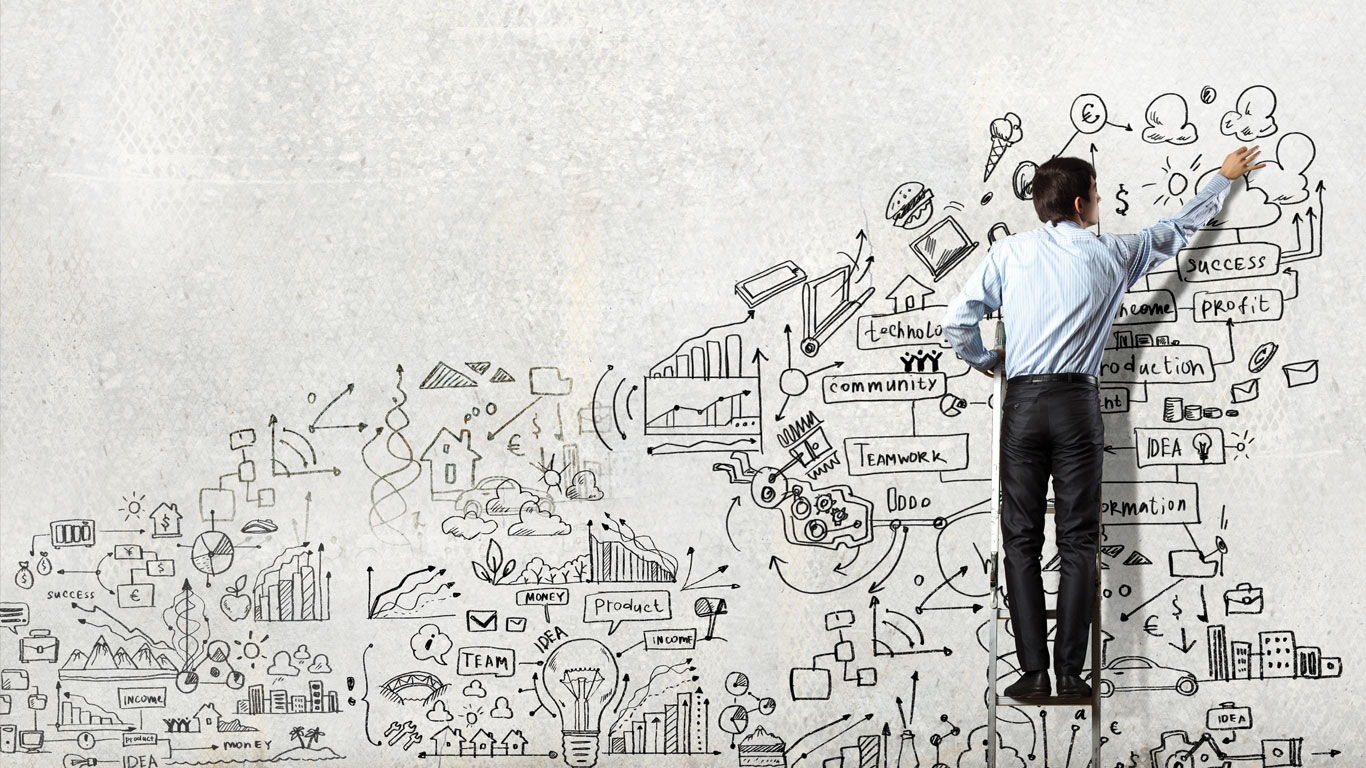 €
$
SUCCESS
ncome
profit
technolo
roduction
community
nt
€
IDEA
TEAMWORK
ormation
$
¥
$
€
SUCCESS
MONEY
Product
$
€
IDEA
INCOME
TEAM
INCOME
a
€
IDEA
product
MONEY
IDEA